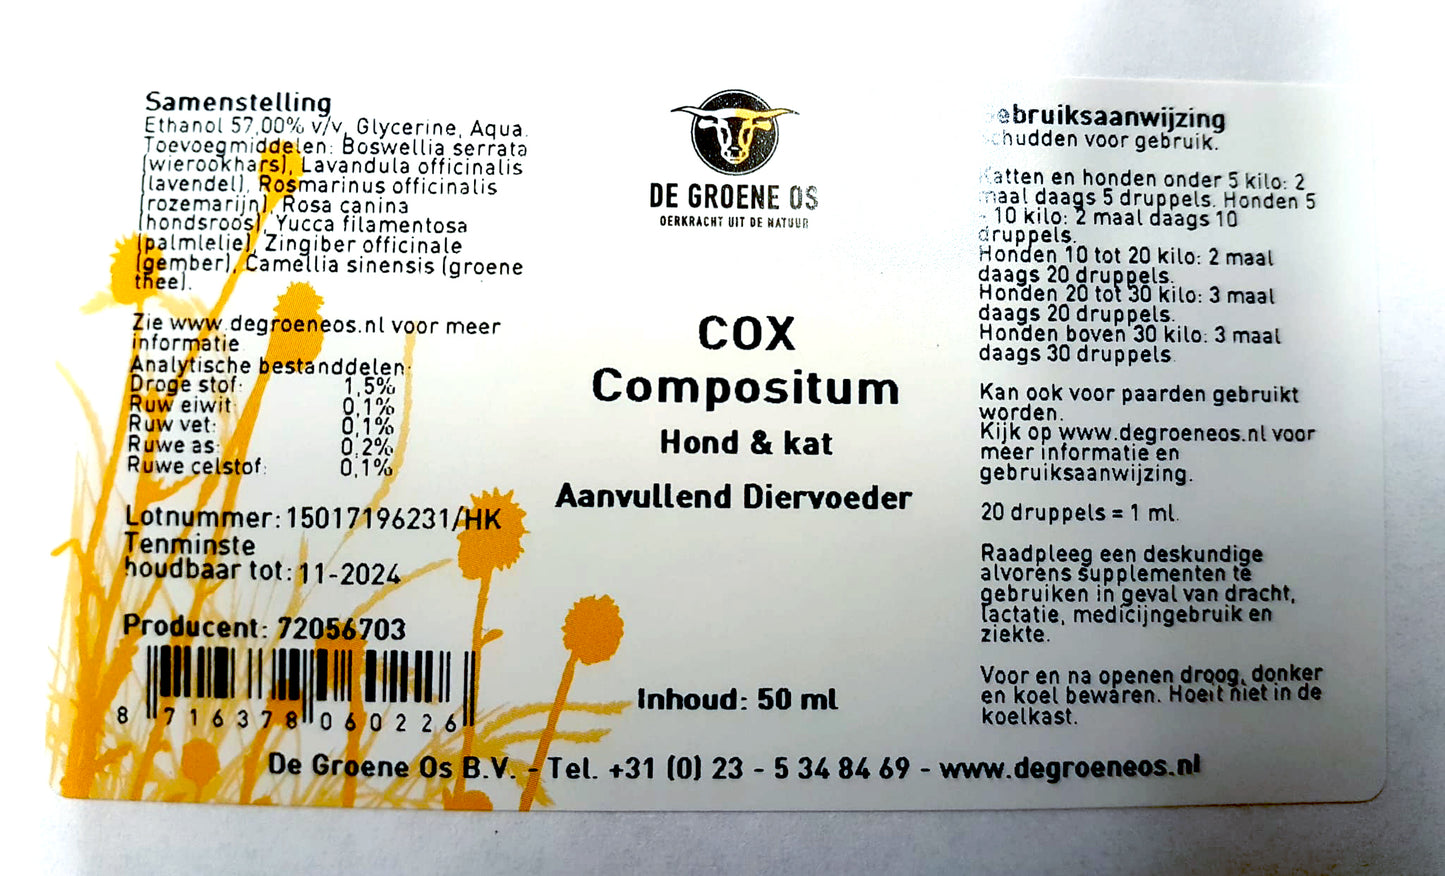 Samenstelling
Ethanol 57,00% v/v, Glycerine, Aqua.
Toevoegmiddelen: Boswellia serrata
(wierookhars), Lavandula officinalis
(lavendel), Rosmarinus officinalis
(rozemarijn), Rosa canina
(hondsroos), Yucca filamentosa
(palmlelie), Zingiber officinale
(gember), Camellia sinensis (groene
thee).
Zie www.degroeneos.nl voor meer
informatie.
Analytische bestanddelen:
Droge stof: 1,5%
Ruw eiwit: 0,1%
Ruw vet: 0,1%
Ruwe as: 0,2%
Ruwe celstof: 0,1%
Lotnummer: 15017196231/HK
Tenminste
houdbaar tot: 11-2024
Producent: 72056703
8 716378 060226
DE GROENE OS
OERKRACHT UIT DE NATUUR
COX
Compositum
Hond & kat
Aanvullend Diervoeder
Inhoud: 50 ml
ebruiksaanwijzing
chudden voor gebruik.
Katten en honden onder 5 kilo: 2
maal daags 5 druppels. Honden 5
- 10 kilo: 2 maal daags 10
druppels.
Honden 10 tot 20 kilo: 2 maal
daags 20 druppels.
Honden 20 tot 30 kilo: 3 maal
daags 20 druppels.
Honden boven 30 kilo: 3 maal
daags 30 druppels.
Kan ook voor paarden gebruikt
worden.
Kijk op www.degroeneos.nl voor
meer informatie en
gebruiksaanwijzing.
20 druppels = 1 ml.
Raadpleeg een deskundige
alvorens supplementen te
gebruiken in geval van dracht,
lactatie, medicijngebruik en
ziekte.
Voor en na openen droog, donker
en koel bewaren. Hoeft niet in de
koelkast.
De Groene Os B.V. - Tel. +31 (0) 23 - 5 34 84 69 - www.degroeneos.nl